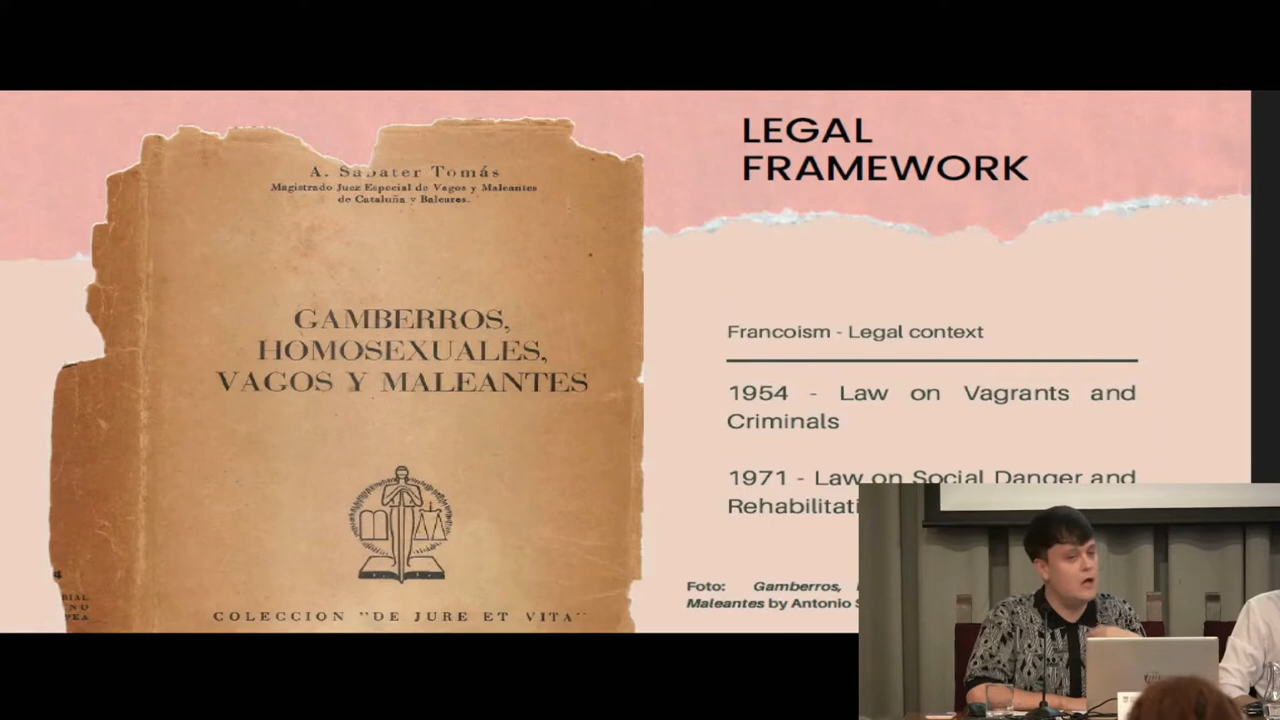 A. Sabater Tomás
Magistrado Juez Especial de Vagos y Maleantes
de Cataluña y Baleares.
GAMBERROS,
HOMOSEXUALES,
VAGOS Y MALEANTES
COLECCION "DE JURE ET VITA"
LEGAL
FRAMEWORK
Francoism - Legal context
1954 - Law on Vagrants and
Criminals
1971 - Law on Social Danger and
Rehabilitati
Foto: Gamberros,
Maleantes by Antonio S